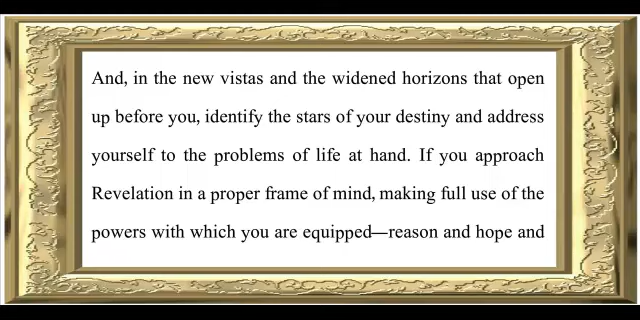 And, in the new vistas and the widened horizons that open
up before you, identify the stars of your destiny and address
yourself to the problems of life at hand. If you approach
Revelation in a proper frame of mind, making full use of the
powers with which you are equipped—reason and hope and